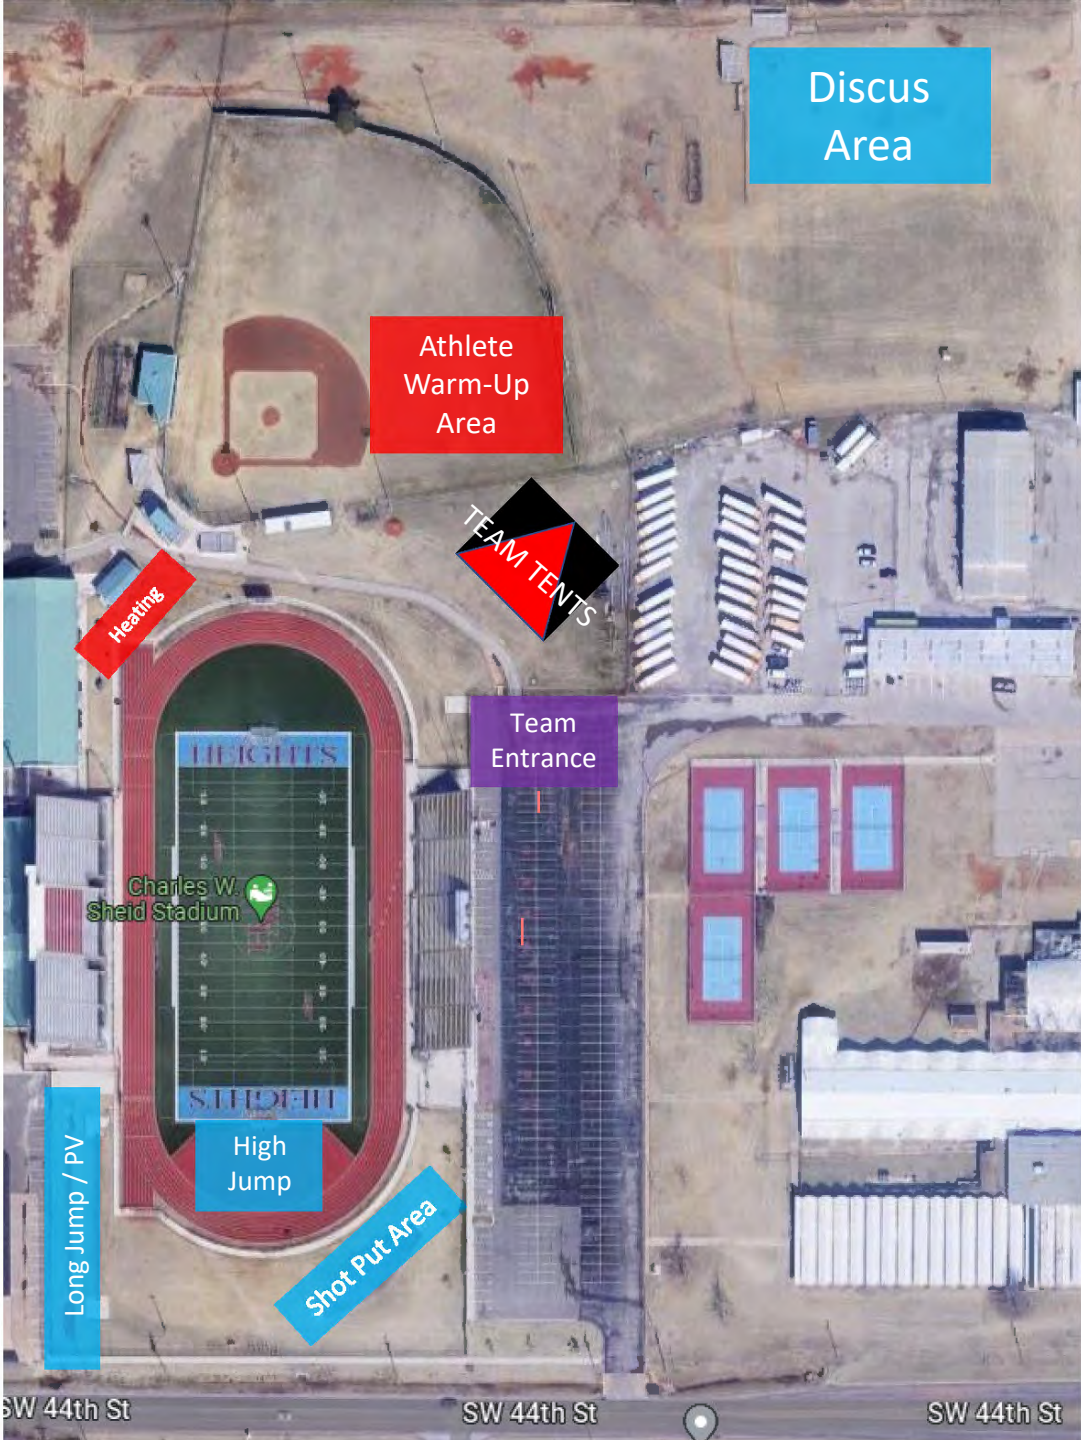 Discus
Area
Athlete
Warm-Up
Area
TEAM TENTS
Heating
Team
Entrance
HEIGHTS
Charles W.
Sheid Stadium
HEIGHTS
High
Jump
Long Jump / PV
Shot Put Area
SW 44th St
SW 44th St
SW 44th St